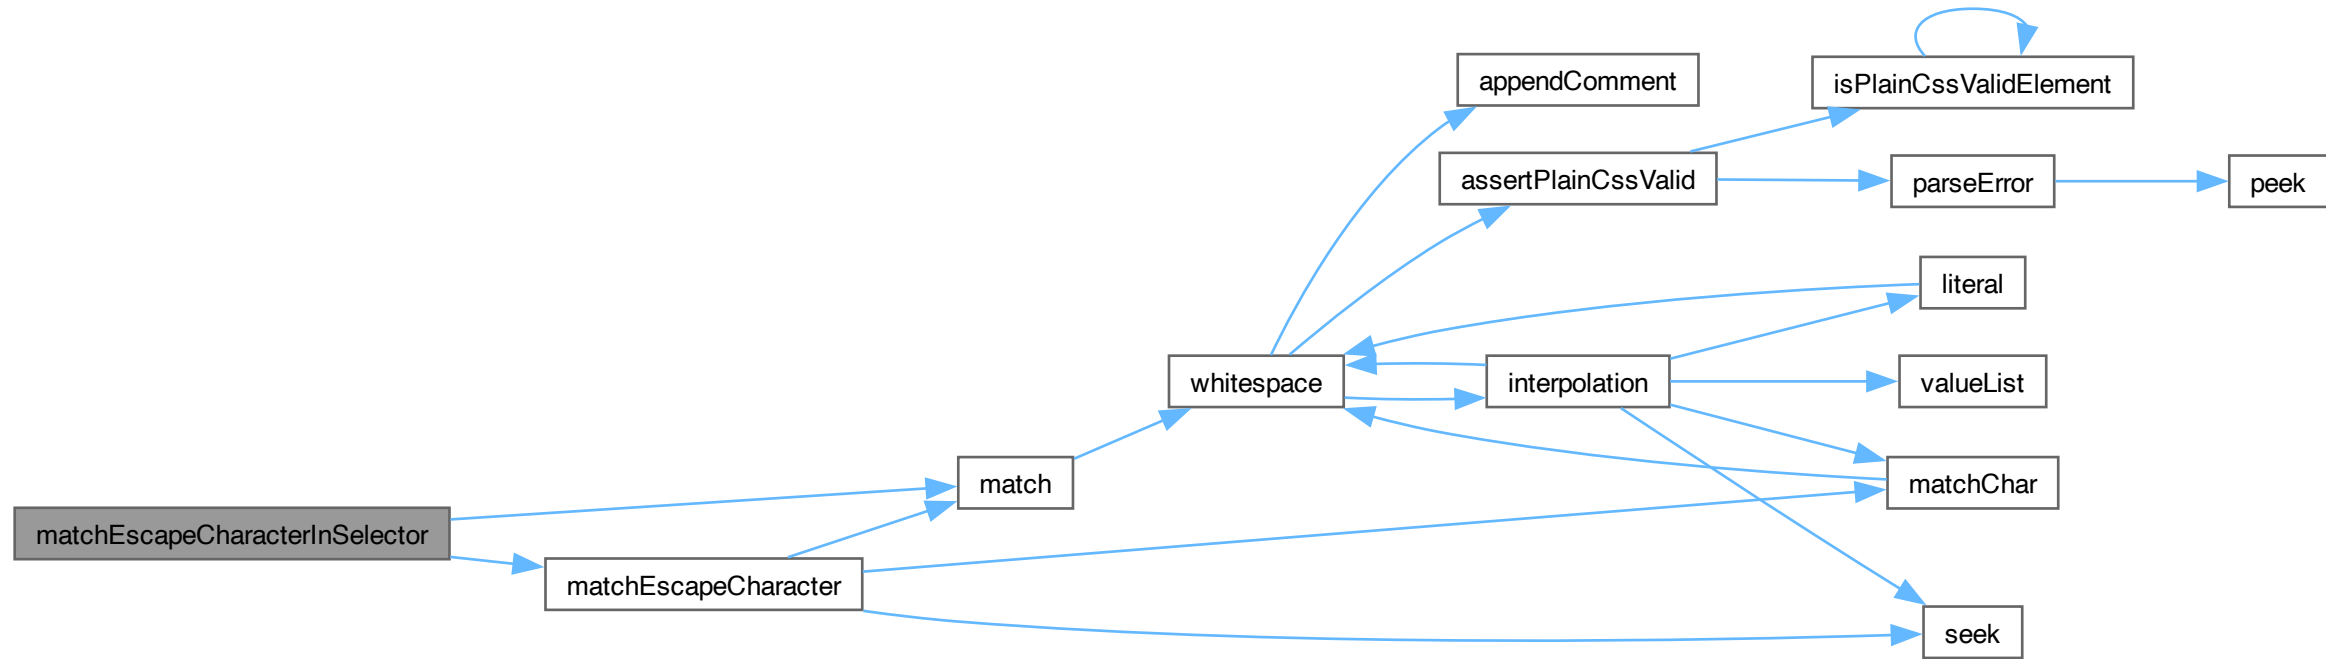 appendComment
isPlainCssValidElement
assertPlainCssValid
parseError
peek
literal
whitespace
interpolation
valueList
match
matchChar
matchEscapeCharacterInSelector
matchEscapeCharacter
seek